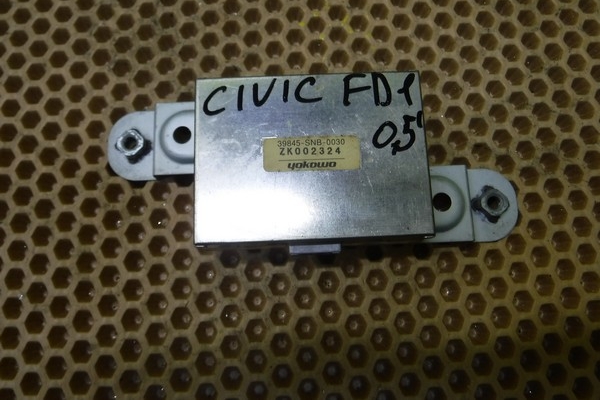 CIVIC FD1
05'
39845-SNB-0030
ZK002324
yokowo